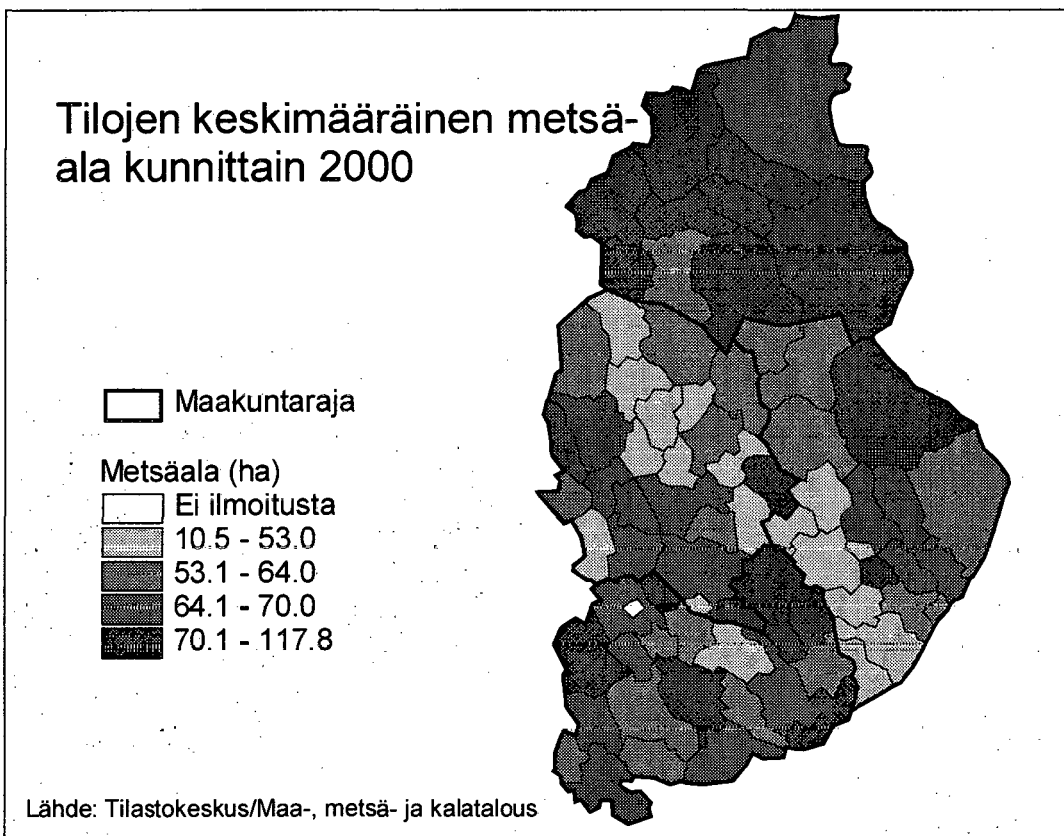 Tilojen keskimääräinen metsä-
ala kunnittain 2000
Maakuntaraja
Metsäala (ha)
Ei ilmoitusta
10.5 - 53.0
53.1 - 64.0
64.1 - 70.0
70.1 - 117.8
Lähde: Tilastokeskus/Maa-, metsä- ja kalatalous